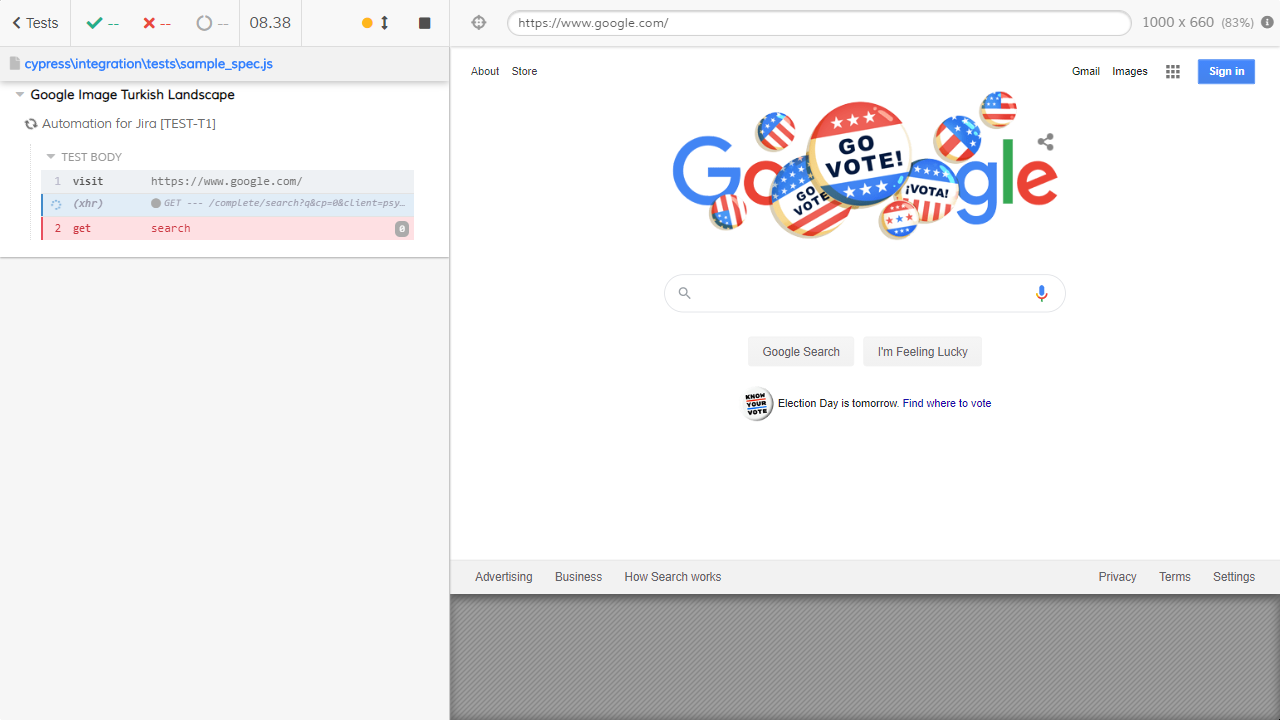 Tests -- -- -- 08.38
cypress\integration\tests\sample_spec.js
Google Image Turkish Landscape
Automation for Jira [TEST-T1]
TEST BODY
1 visit https://www.google.com/
(xhr) GET --- /complete/search?q&cp=0&client=psy…
2 get search 0
https://www.google.com/
1000 x 660 (83%)
About Store
Gmail Images Sign in
Google
GO VOTE!
GO VOTE
¡VOTA!
Google Search I'm Feeling Lucky
KNOW YOUR VOTE
Election Day is tomorrow. Find where to vote
Advertising Business How Search works
Privacy Terms Settings